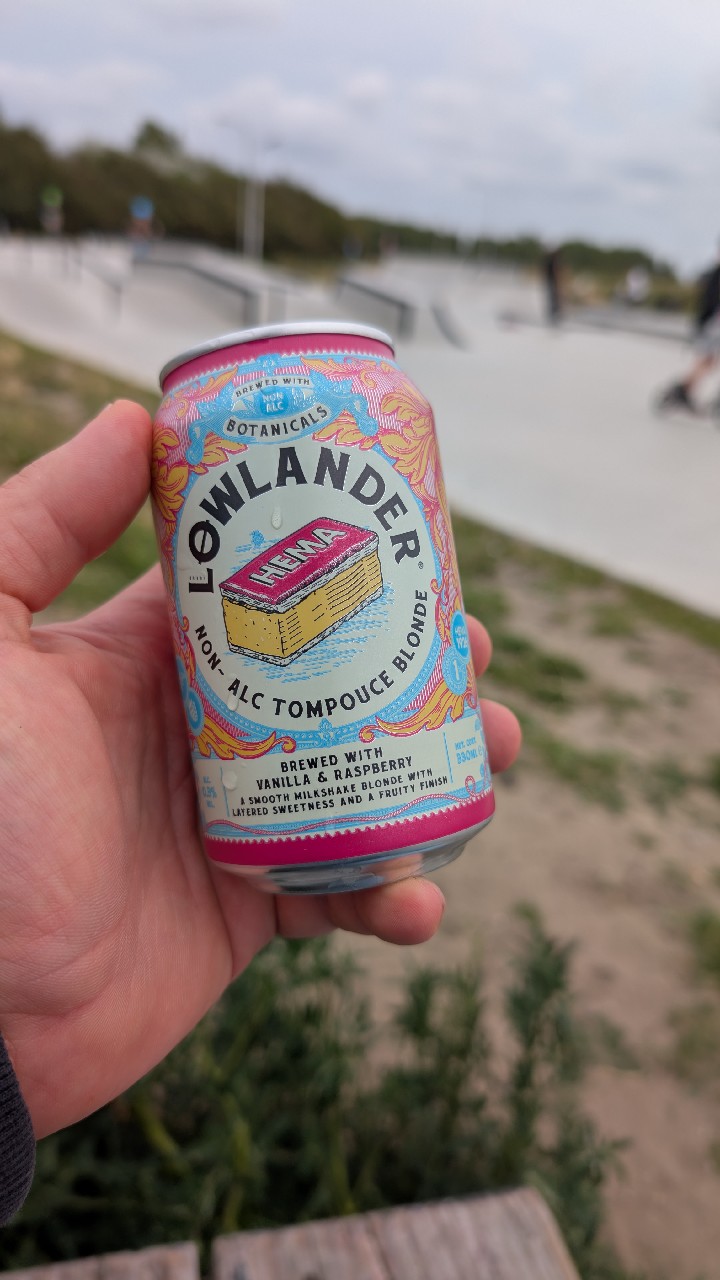 BREWED WITH
NON
ALC
BOTANICALS
LOWLANDER®
HEMA
NON-ALC TOMPOUCE BLONDE
BREWED WITH
VANILLA & RASPBERRY
A SMOOTH MILKSHAKE BLONDE WITH
LAYERED SWEETNESS AND A FRUITY FINISH